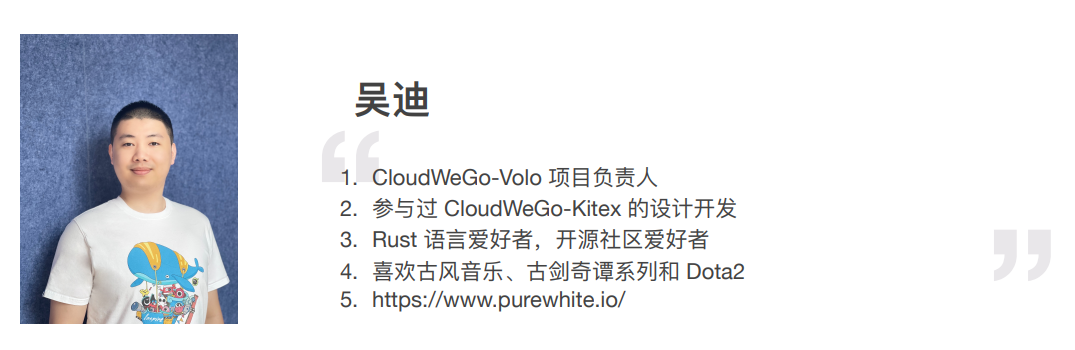 吴迪
1. CloudWeGo-Volo 项目负责人
2. 参与过 CloudWeGo-Kitex 的设计开发
3. Rust 语言爱好者，开源社区爱好者
4. 喜欢古风音乐、古剑奇谭系列和 Dota2
5. https://www.purewhite.io/